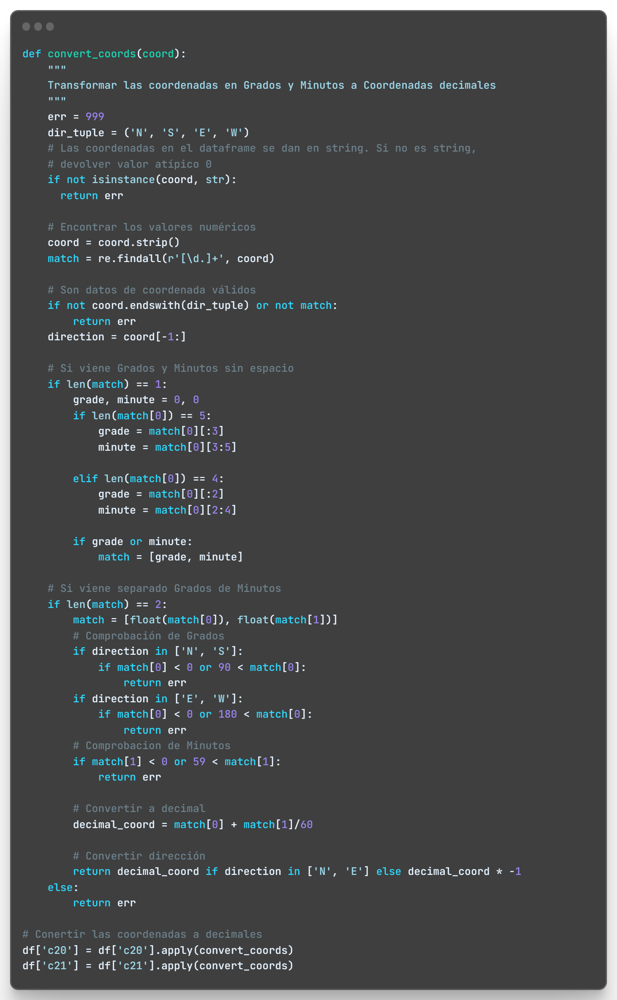 def convert_coords(coord):
    """
    Transformar las coordenadas en Grados y Minutos a Coordenadas decimales
    """
    err = 999
    dir_tuple = ('N', 'S', 'E', 'W')
    # Las coordenadas en el dataframe se dan en string. Si no es string,
    # devolver valor atípico 0
    if not isinstance(coord, str):
      return err

    # Encontrar los valores numéricos
    coord = coord.strip()
    match = re.findall(r'[\d.]+', coord)

    # Son datos de coordenada válidos
    if not coord.endswith(dir_tuple) or not match:
        return err
    direction = coord[-1:]

    # Si viene Grados y Minutos sin espacio
    if len(match) == 1:
        grade, minute = 0, 0
        if len(match[0]) == 5:
            grade = match[0][:3]
            minute = match[0][3:5]

        elif len(match[0]) == 4:
            grade = match[0][:2]
            minute = match[0][2:4]

        if grade or minute:
            match = [grade, minute]

    # Si viene separado Grados de Minutos
    if len(match) == 2:
        match = [float(match[0]), float(match[1])]
        # Comprobación de Grados
        if direction in ['N', 'S']:
            if match[0] < 0 or 90 < match[0]:
                return err
        if direction in ['E', 'W']:
            if match[0] < 0 or 180 < match[0]:
                return err
        # Comprobacion de Minutos
        if match[1] < 0 or 59 < match[1]:
            return err

        # Convertir a decimal
        decimal_coord = match[0] + match[1]/60

        # Convertir dirección
        return decimal_coord if direction in ['N', 'E'] else decimal_coord * -1
    else:
        return err

# Conertir las coordenadas a decimales
df['c20'] = df['c20'].apply(convert_coords)
df['c21'] = df['c21'].apply(convert_coords)